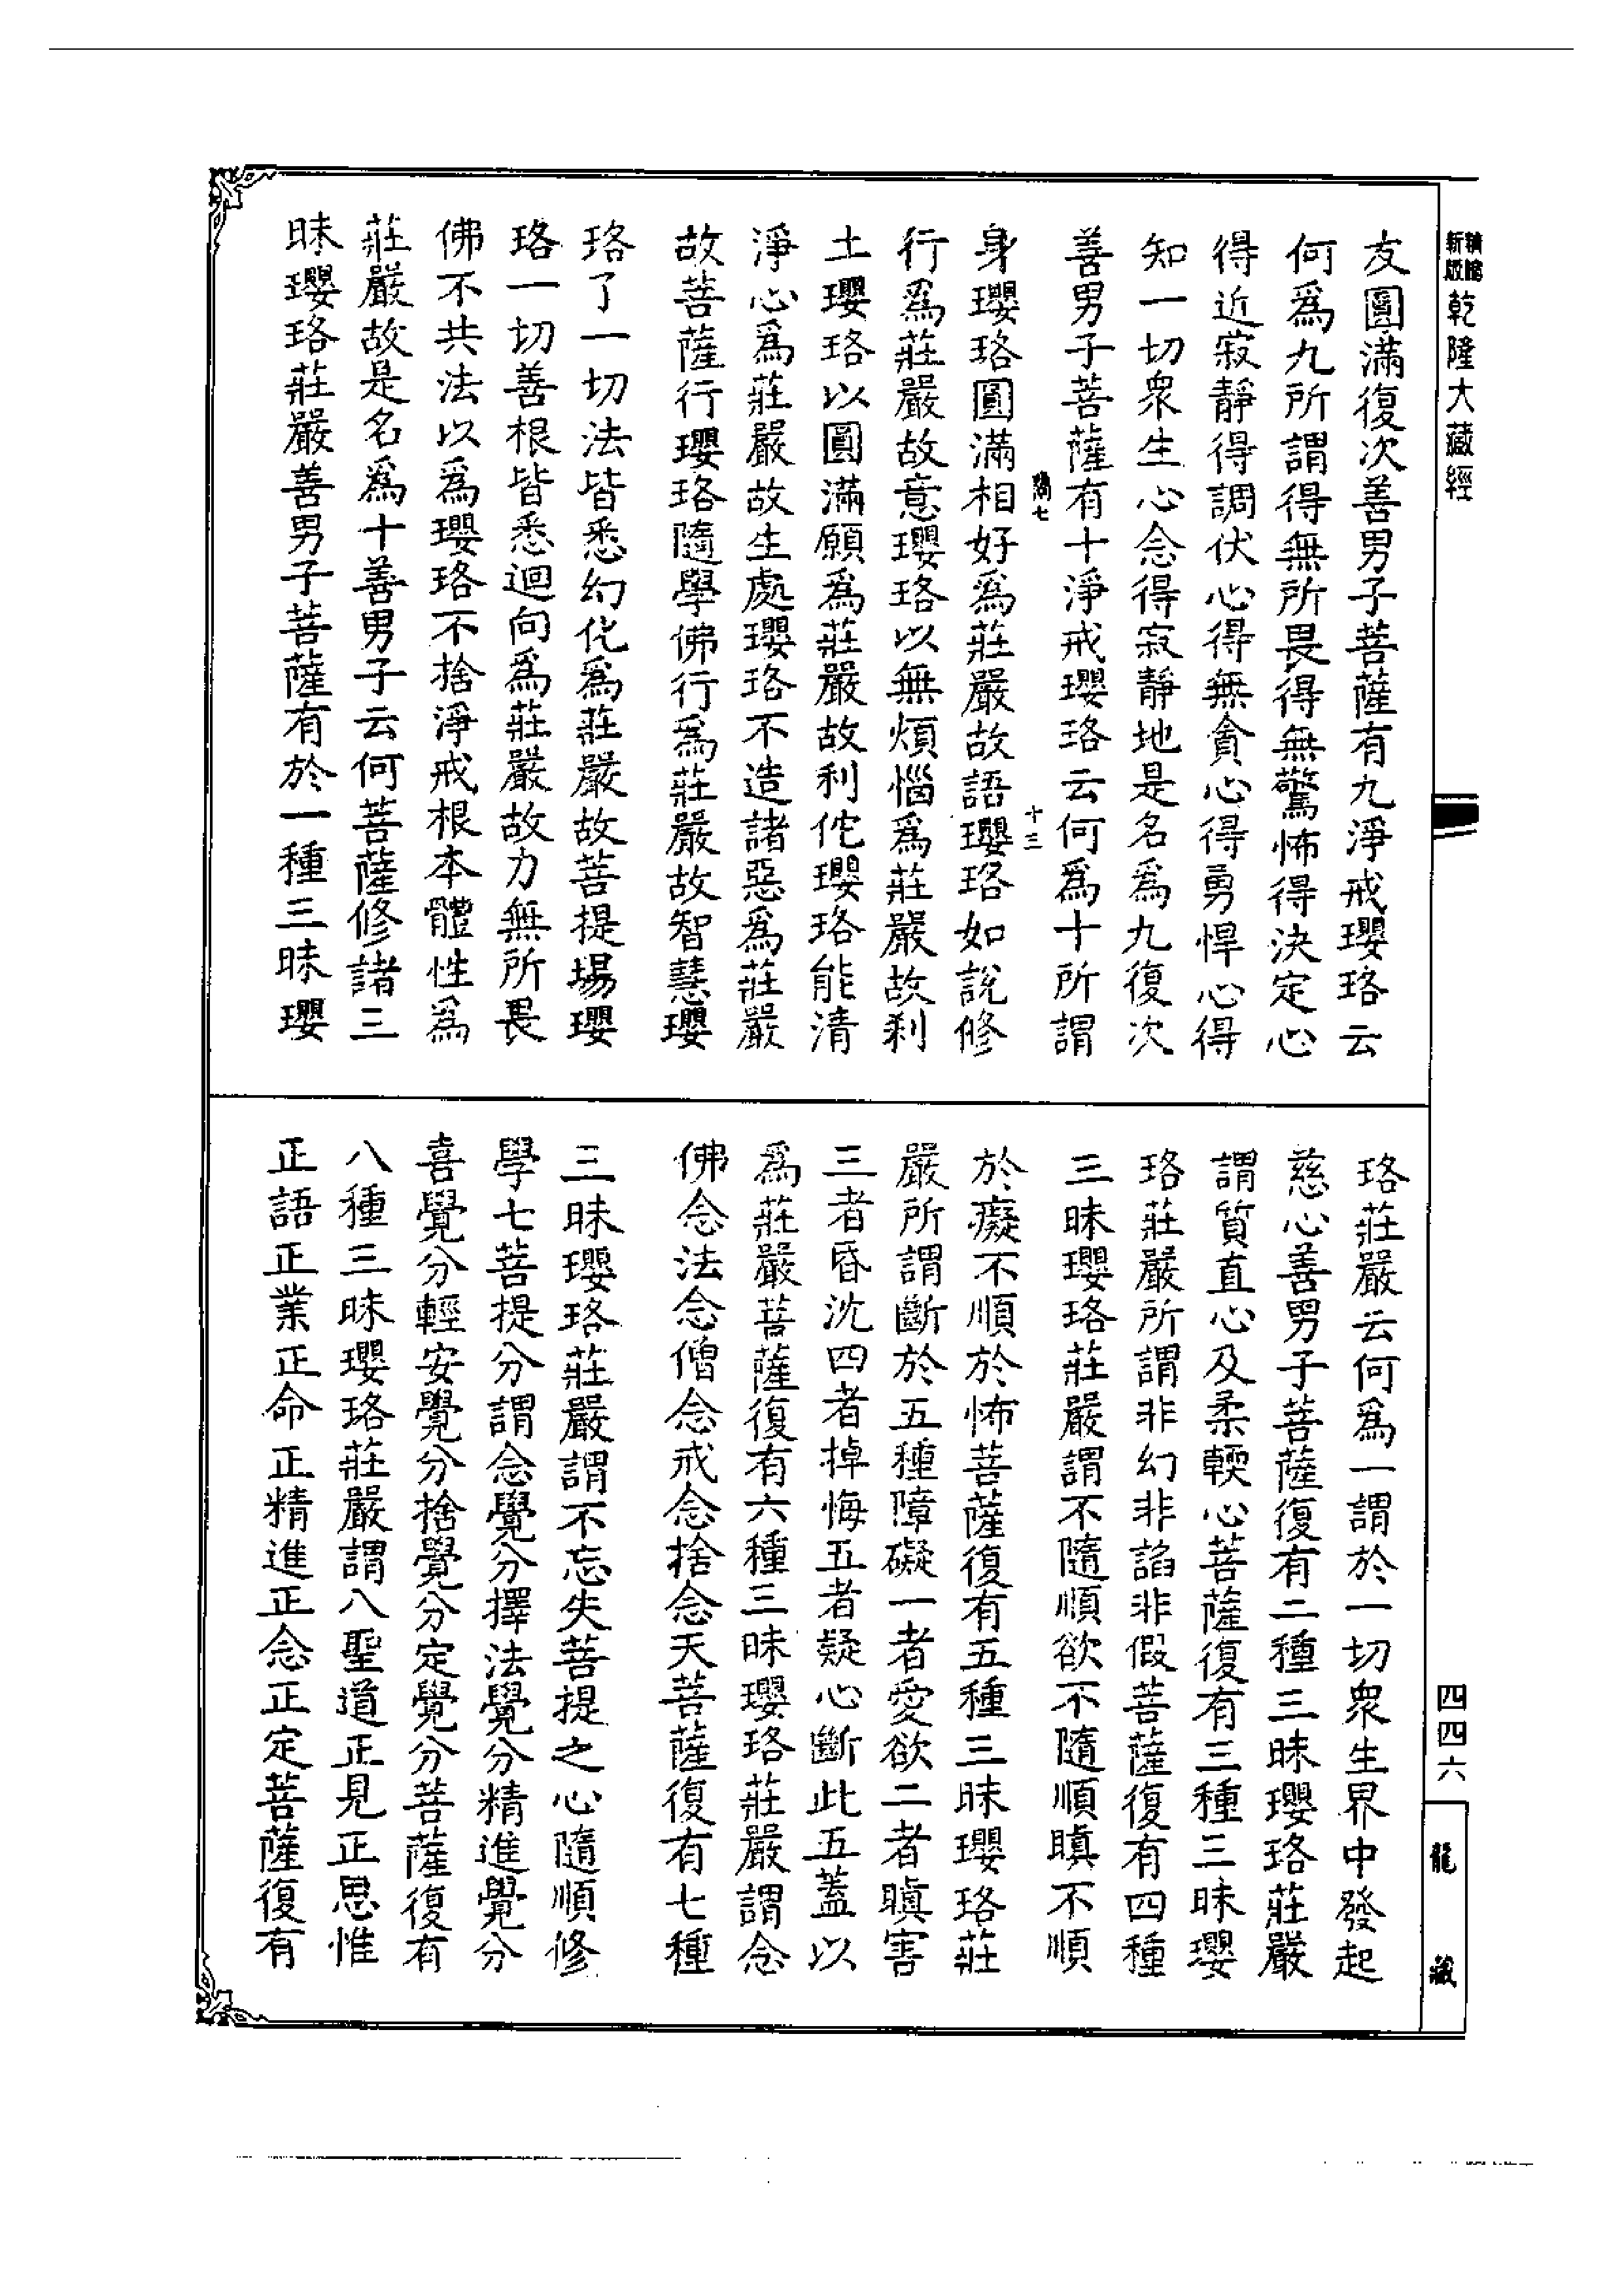 新版
乾隆大藏經
友圓滿復次善男子菩薩有九淨戒瓔珞云
何爲九所謂得無所畏得無驚怖得決定心
得近寂靜得調伏心得無貪心得勇悍心得
知一切衆生心念得寂靜地是名爲九復次
善男子菩薩有十淨戒瓔珞云何爲十所謂
十三
身瓔珞圓滿相好爲莊嚴故語瓔珞如說修
行爲莊嚴故意瓔珞以無煩惱爲莊嚴故刹
土瓔珞以圓滿願爲莊嚴故利佗瓔珞能清
淨心爲莊嚴故生處瓔珞不造諸惡爲莊嚴
故菩薩行瓔珞隨學佛行爲莊嚴故智慧瓔
珞了一切法皆悉幻化爲莊嚴故菩提場瓔
珞一切善根皆悉迴向爲莊嚴故力無所畏
佛不共法以爲瓔珞不捨淨戒根本體性爲
莊嚴故是名爲十善男子云何菩薩修諸三
昧瓔珞莊嚴善男子菩薩有於一種三昧瓔
珞莊嚴云何爲一謂於一切衆生界中發起
慈心善男子菩薩復有二種三昧瓔珞莊嚴
謂質直心及柔輭心菩薩復有三種三昧瓔
珞莊嚴所謂非幻非諂非假菩薩復有四種
三昧瓔珞莊嚴謂不隨順欲不隨順瞋不順
於癡不順於怖菩薩復有五種三昧瓔珞莊
嚴所謂斷於五種障礙一者愛欲二者瞋害
三者昏沈四者掉悔五者疑心斷此五蓋以
爲莊嚴菩薩復有六種三昧瓔珞莊嚴謂念
佛念法念僧念戒念捨念天菩薩復有七種
三昧瓔珞莊嚴謂不忘失菩提之心隨順修
學七菩提分謂念覺分擇法覺分精進覺分
喜覺分輕安覺分捨覺分定覺分菩薩復有
八種三昧瓔珞莊嚴謂八聖道正見正思惟
正語正業正命正精進正念正定菩薩復有
四四六
龍藏